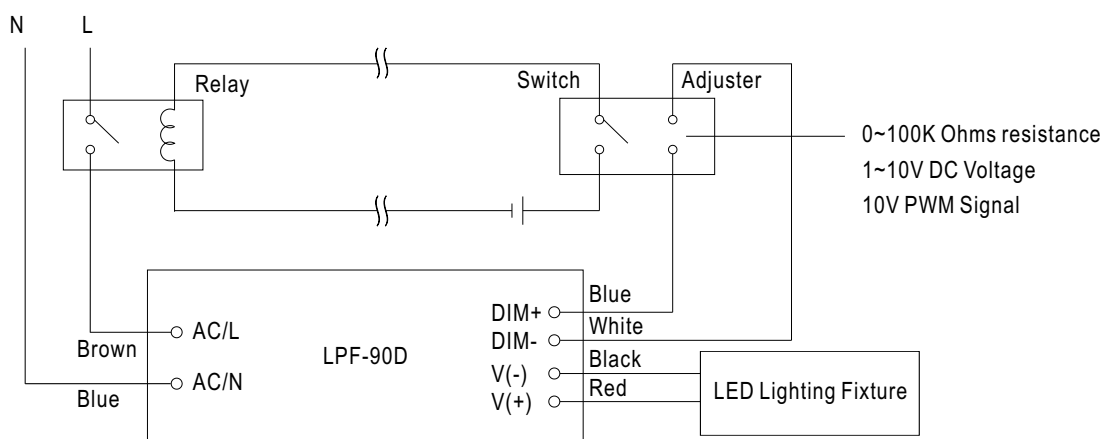 N
L
Relay
Switch
Adjuster
0~100K Ohms resistance
1~10V DC Voltage
10V PWM Signal
Blue
DIM+
White
DIM-
AC/L
Brown
LPF-90D
Black
V(-)
Red
V(+)
AC/N
Blue
LED Lighting Fixture